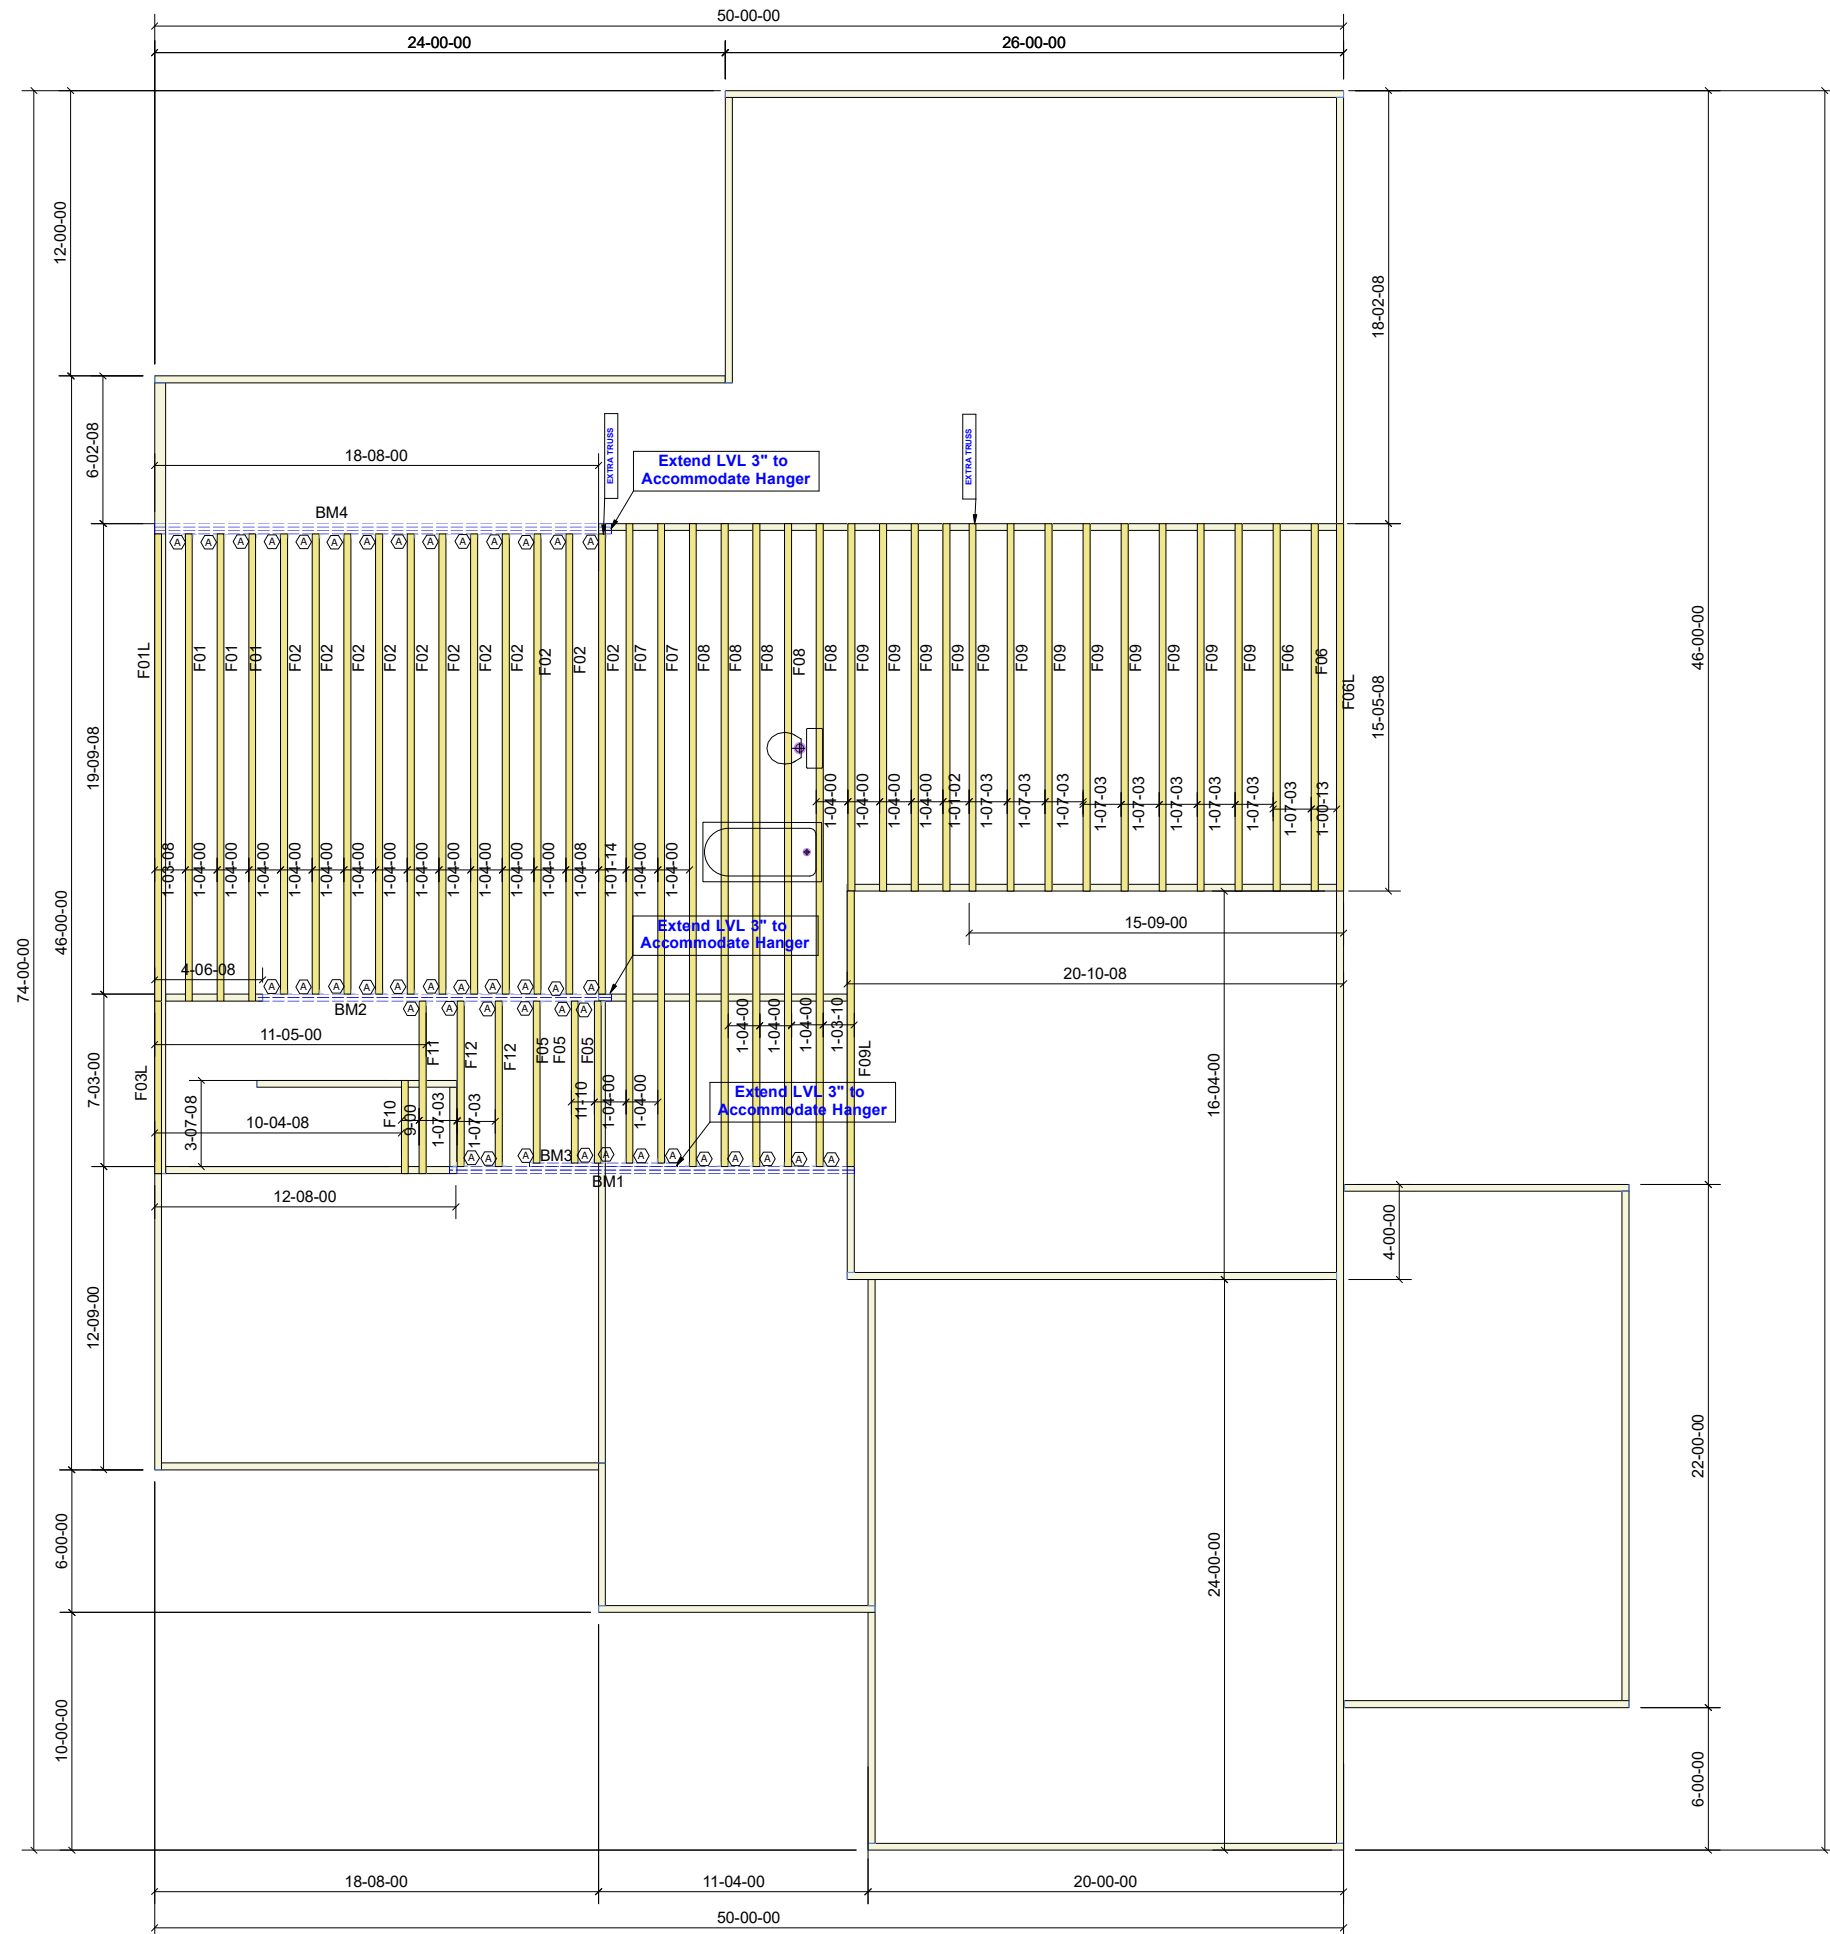 50-00-00
24-00-00
26-00-00
12-00-00
18-02-08
6-02-08
18-08-00
EXTRA TRUSS
Extend LVL 3" to
Accommodate Hanger
EXTRA TRUSS
BM4
A
A
A
A
A
A
A
A
A
A
A
A
A
A
F01L
F01
F01
F01
F02
F02
F02
F02
F02
F02
F02
F02
F02
F02
F02
F07
F07
F08
F08
F08
F08
F08
F09
F09
F09
F09
F09
F09
F09
F09
F09
F09
F06
F06
F06L
46-00-00
15-05-08
19-09-08
1-04-00
1-04-00
1-04-00
1-04-00
1-01-02
1-07-03
1-07-03
1-07-03
1-07-03
1-07-03
1-07-03
1-07-03
1-07-03
1-07-03
1-00-13
1-03-08
1-04-00
1-04-00
1-04-00
1-04-00
1-04-00
1-04-00
1-04-00
1-04-00
1-04-00
1-04-00
1-04-00
1-04-00
1-04-08
1-01-14
1-04-00
1-04-00
46-00-00
74-00-00
Extend LVL 3" to
Accommodate Hanger
15-09-00
4-06-08
20-10-08
A
A
A
A
A
A
A
A
A
A
A
BM2
A
A
A
A
A
A
11-05-00
1-04-00
1-04-00
1-04-00
1-03-10
7-03-00
F03L
F11
F12
F12
F05
F05
F05
F09L
16-04-00
3-07-08
10-04-08
F10
9-00
1-07-03
1-07-03
11-10
1-04-00
1-04-00
Extend LVL 3" to
Accommodate Hanger
A
A
A
BM3
A
A
A
A
A
A
A
A
A
BM1
12-08-00
4-00-00
12-09-00
22-00-00
6-00-00
24-00-00
10-00-00
6-00-00
18-08-00
11-04-00
20-00-00
50-00-00